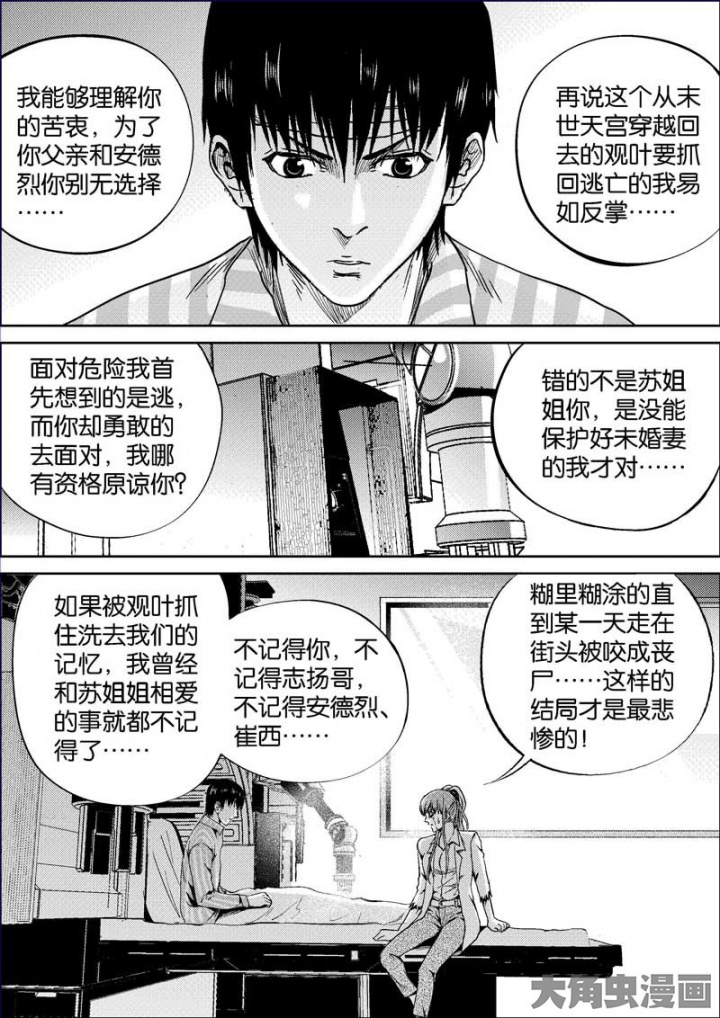 再说这个从末
世天宫穿越回
去的观叶要抓
回逃亡的我易
如反掌……
我能够理解你
的苦衷，为了
你父亲和安德
烈你别无选择
……
错的不是苏姐
姐你，是没能
保护好未婚妻
的我才对……
面对危险我首
先想到的是逃，
而你却勇敢的
去面对，我哪
有资格原谅你？
糊里糊涂的直
到某一天走在
街头被咬成丧
尸……这样的
结局才是最悲
惨的！
不记得你，不
记得志扬哥，
不记得安德烈、
崔西……
如果被观叶抓
住洗去我们的
记忆，我曾经
和苏姐姐相爱
的事就都不记
得了……
大角虫漫画